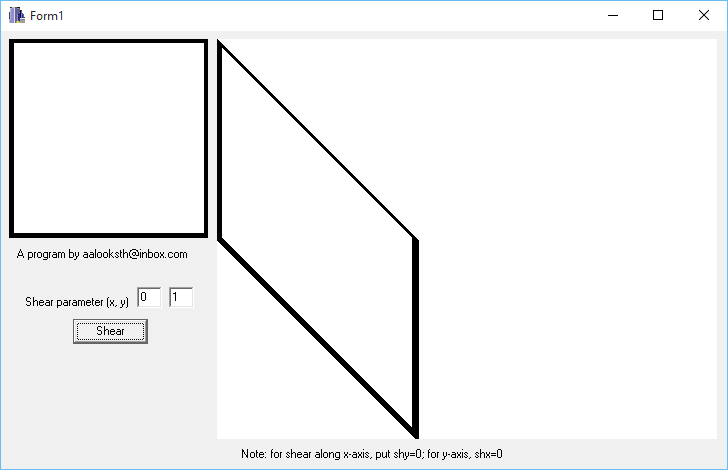 Form1
A program by aalooksth@inbox.com
Shear parameter (x, y) 0 1
Shear
Note: for shear along x-axis, put shy=0; for y-axis, shx=0